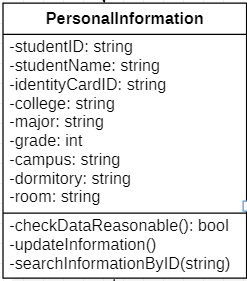 PersonalInformation
-studentID: string
-studentName: string
-identityCardID: string
-college: string
-major: string
-grade: int
-campus: string
-dormitory: string
-room: string
-checkDataReasonable(): bool
-updateInformation()
-searchInformationByID(string)